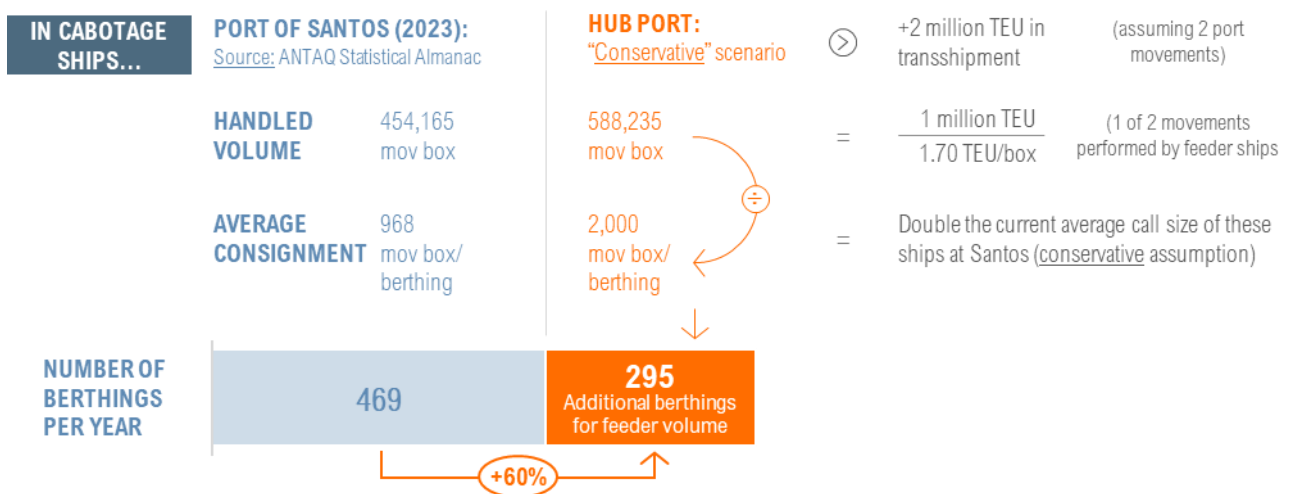 IN CABOTAGE
SHIPS...
PORT OF SANTOS (2023):
Source: ANTAQ Statistical Almanac
HUB PORT:
"Conservative" scenario
>
+2 million TEU in
transshipment
(assuming 2 port
movements)
HANDLED
VOLUME
454,165
mov box
588,235
mov box
=
1 million TEU
1.70 TEU/box
(1 of 2 movements
performed by feeder ships
÷
AVERAGE
CONSIGNMENT
968
mov box/
berthing
2,000
mov box/
berthing
=
Double the current average call size of these
ships at Santos (conservative assumption)
NUMBER OF
BERTHINGS
PER YEAR
469
295
Additional berthings
for feeder volume
+60%